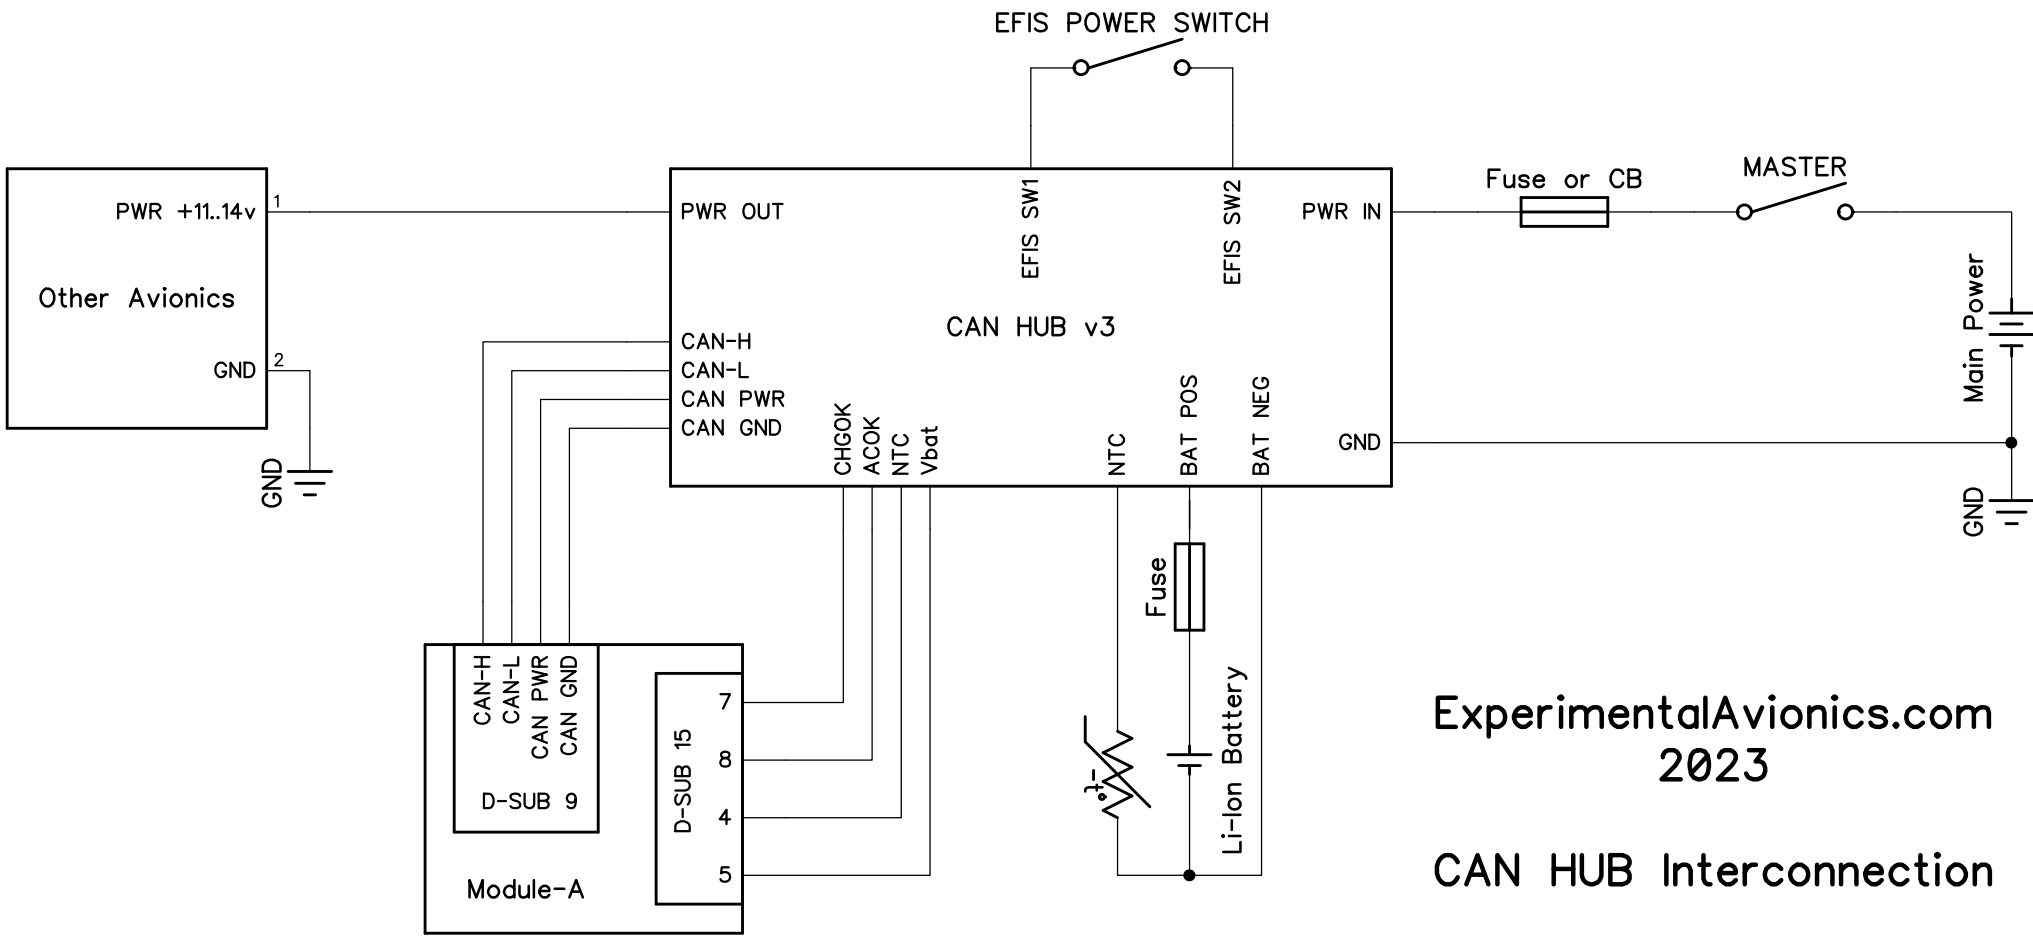 EFIS POWER SWITCH
Fuse or CB
MASTER
PWR +11..14v
1
PWR OUT
EFIS SW1
EFIS SW2
PWR IN
Other Avionics
CAN HUB v3
Main Power
GND
2
CAN-H
CAN-L
CAN PWR
CAN GND
CHGOK
ACOK
NTC
Vbat
NTC
BAT POS
BAT NEG
GND
GND
GND
Fuse
CAN-H
CAN-L
CAN PWR
CAN GND
D-SUB 9
D-SUB 15
7
8
4
5
Module-A
-t°
Li-Ion Battery
ExperimentalAvionics.com
2023
CAN HUB Interconnection